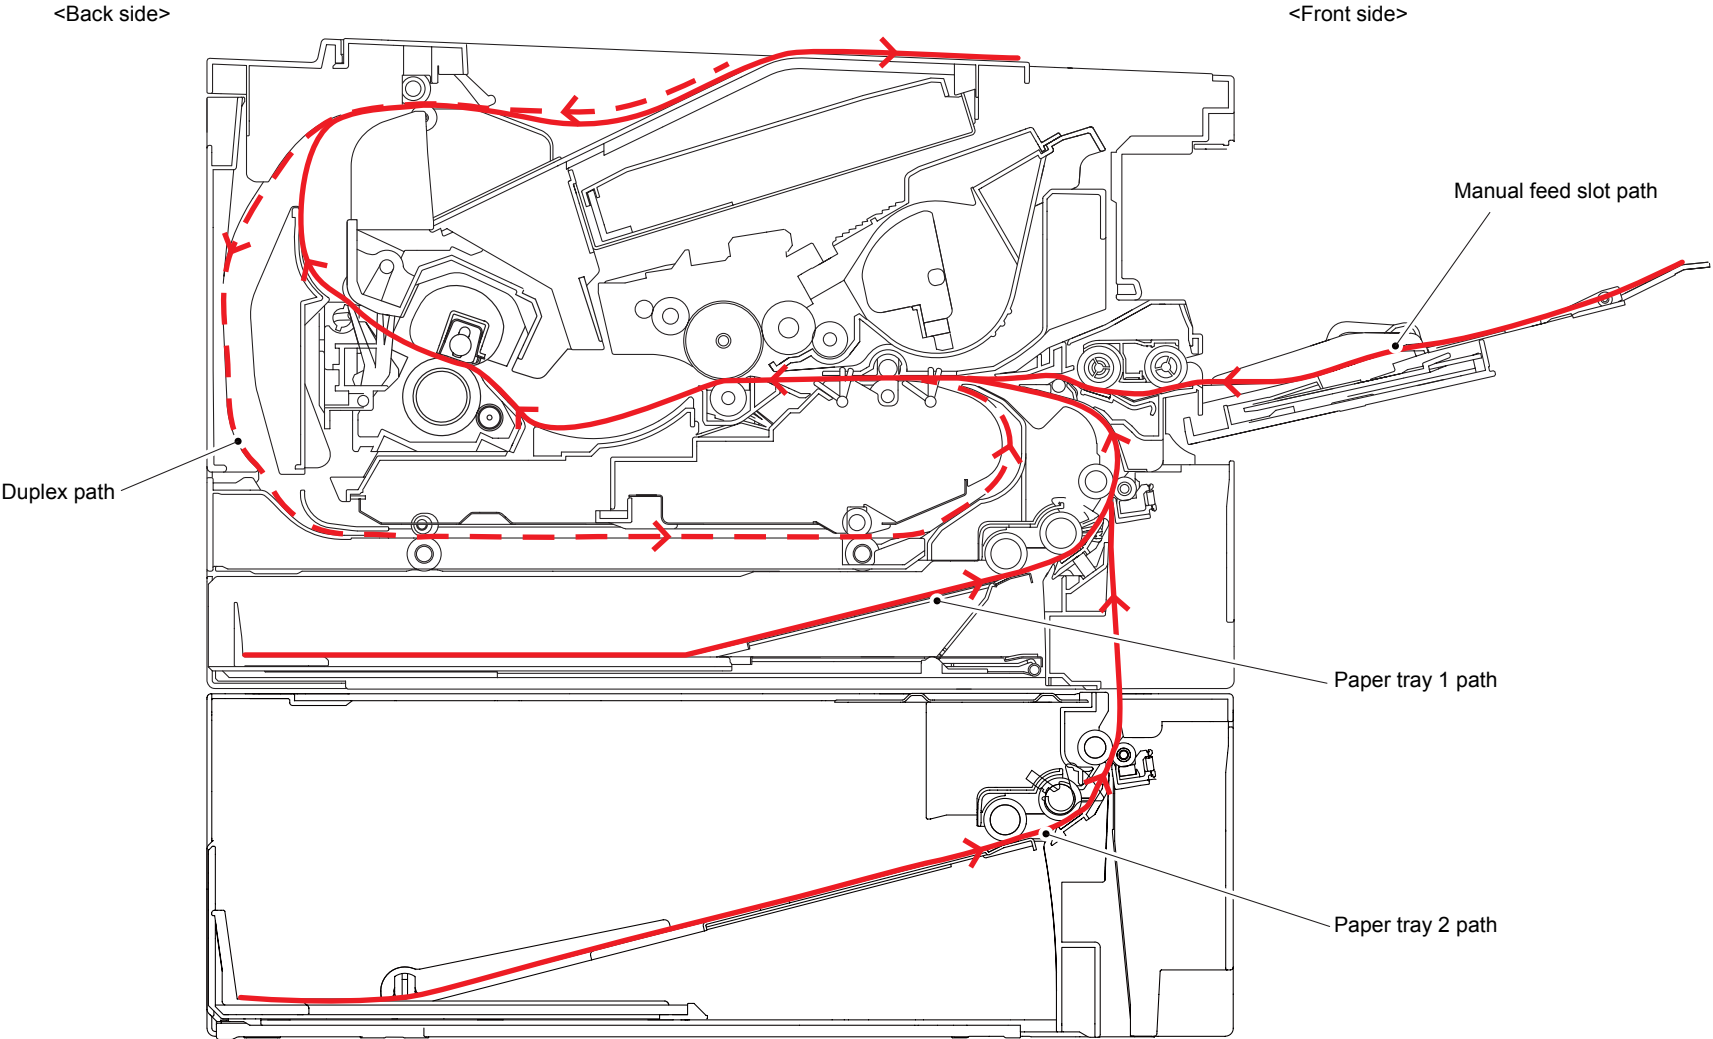 <Back side>
<Front side>
Manual feed slot path
Duplex path
Paper tray 1 path
Paper tray 2 path